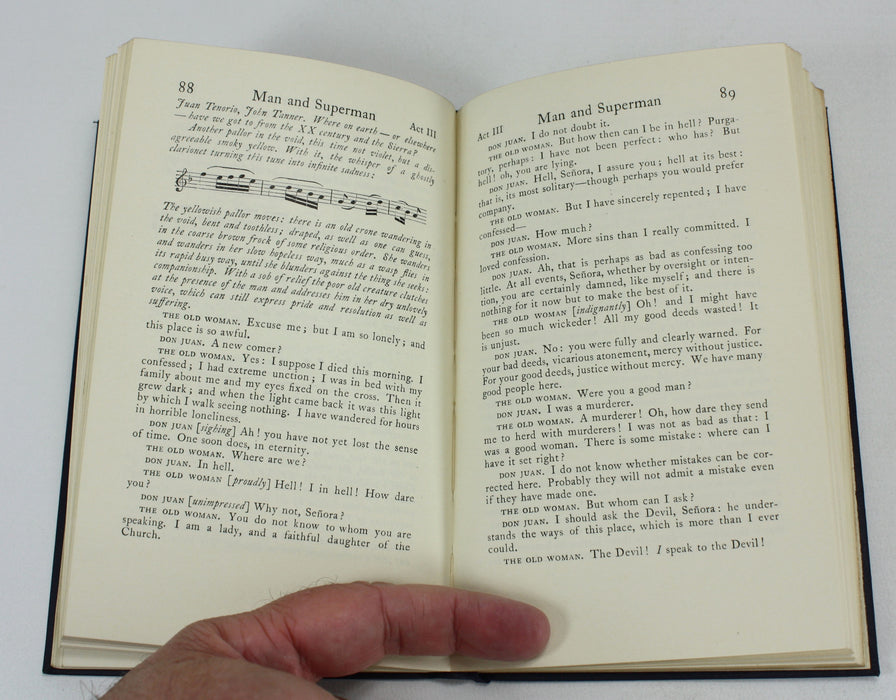 88
Man and Superman
Act III
Juan Tenorio, John Tanner. Where on earth—or elsewhere
—have we got to from the XX century and the Sierra?
Another pallor in the void, this time not violet, but a dis-
agreeable smoky yellow. With it, the whisper of a ghostly
clarionet turning this tune into infinite sadness:
The yellowish pallor moves: there is an old crone wandering in
the void, bent and toothless; draped, as well as one can guess,
in the coarse brown frock of some religious order. She wanders
and wanders in her slow hopeless way, much as a wasp flies in
its rapid busy way, until she blunders against the thing she seeks:
companionship. With a sob of relief the poor old creature clutches
at the presence of the man and addresses him in her dry unlovely
voice, which can still express pride and resolution as well as
suffering.
THE OLD WOMAN. Excuse me; but I am so lonely; and
this place is so awful.
DON JUAN. A new comer?
THE OLD WOMAN. Yes: I suppose I died this morning. I
confessed; I had extreme unction; I was in bed with my
family about me and my eyes fixed on the cross. Then it
grew dark; and when the light came back it was this light
by which I walk seeing nothing. I have wandered for hours
in horrible loneliness.
DON JUAN [sighing] Ah! you have not yet lost the sense
of time. One soon does, in eternity.
THE OLD WOMAN. Where are we?
DON JUAN. In hell.
THE OLD WOMAN [proudly] Hell! I in hell! How dare
you?
DON JUAN [unimpressed] Why not, Señora?
THE OLD WOMAN. You do not know to whom you are
speaking. I am a lady, and a faithful daughter of the
Church.
Act III
Man and Superman
89
DON JUAN. I do not doubt it.
THE OLD WOMAN. But how then can I be in hell? Purga-
tory, perhaps: I have not been perfect: who has? But
hell! oh, you are lying.
DON JUAN. Hell, Señora, I assure you; hell at its best:
that is, its most solitary—though perhaps you would prefer
company.
THE OLD WOMAN. But I have sincerely repented; I have
confessed—
DON JUAN. How much?
THE OLD WOMAN. More sins than I really committed. I
loved confession.
DON JUAN. Ah, that is perhaps as bad as confessing too
little. At all events, Señora, whether by oversight or inten-
tion, you are certainly damned, like myself; and there is
nothing for it now but to make the best of it.
THE OLD WOMAN [indignantly] Oh! and I might have
been so much wickeder! All my good deeds wasted! It
is unjust.
DON JUAN. No: you were fully and clearly warned. For
your bad deeds, vicarious atonement, mercy without justice.
For your good deeds, justice without mercy. We have many
good people here.
THE OLD WOMAN. Were you a good man?
DON JUAN. I was a murderer.
THE OLD WOMAN. A murderer! Oh, how dare they send
me to herd with murderers! I was not as bad as that: I
was a good woman. There is some mistake: where can I
have it set right?
DON JUAN. I do not know whether mistakes can be cor-
rected here. Probably they will not admit a mistake even
if they have made one.
THE OLD WOMAN. But whom can I ask?
DON JUAN. I should ask the Devil, Señora: he under-
stands the ways of this place, which is more than I ever
could.
THE OLD WOMAN. The Devil! I speak to the Devil!